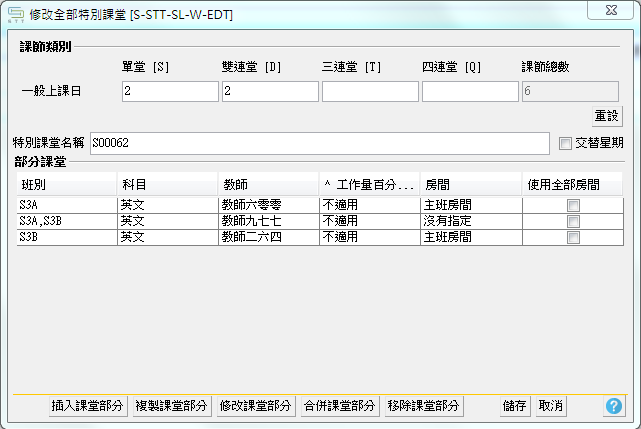 修改全部特別課堂 [S-STT-SL-W-EDT]
課節類別
單堂 [S] 雙連堂 [D] 三連堂 [T] 四連堂 [Q] 課節總數
一般上課日 2 2 6
重設
特別課堂名稱 S00062 交替星期
部分課堂
班別 科目 教師 ^ 工作量百分... 房間 使用全部房間
S3A 英文 教師六零零 不適用 主班房間
S3A,S3B 英文 教師九七七 不適用 沒有指定
S3B 英文 教師二六四 不適用 主班房間
插入課堂部分 複製課堂部分 修改課堂部分 合併課堂部分 移除課堂部分 儲存 取消 ?